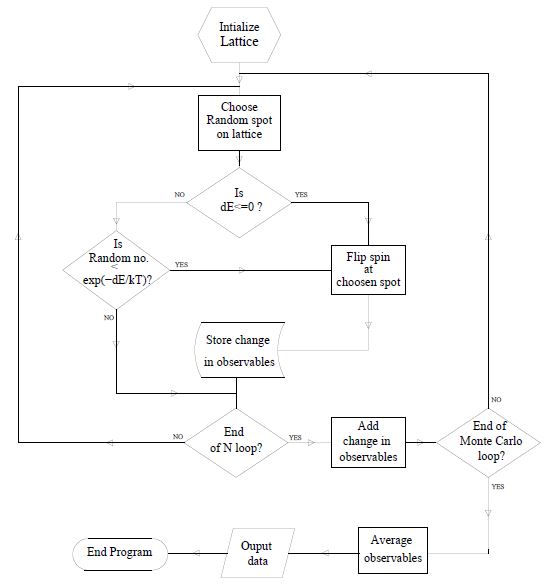 Intialize
Lattice
Choose
Random spot
on lattice
Is
dE<=0 ?
NO
YES
Is
Random no.
<
exp(−dE/kT)?
YES
NO
Flip spin
at
choosen spot
Store change
in observables
End
of N loop?
NO
YES
Add
change in
observables
End of
Monte Carlo
loop?
NO
YES
Average
observables
Ouput
data
End Program